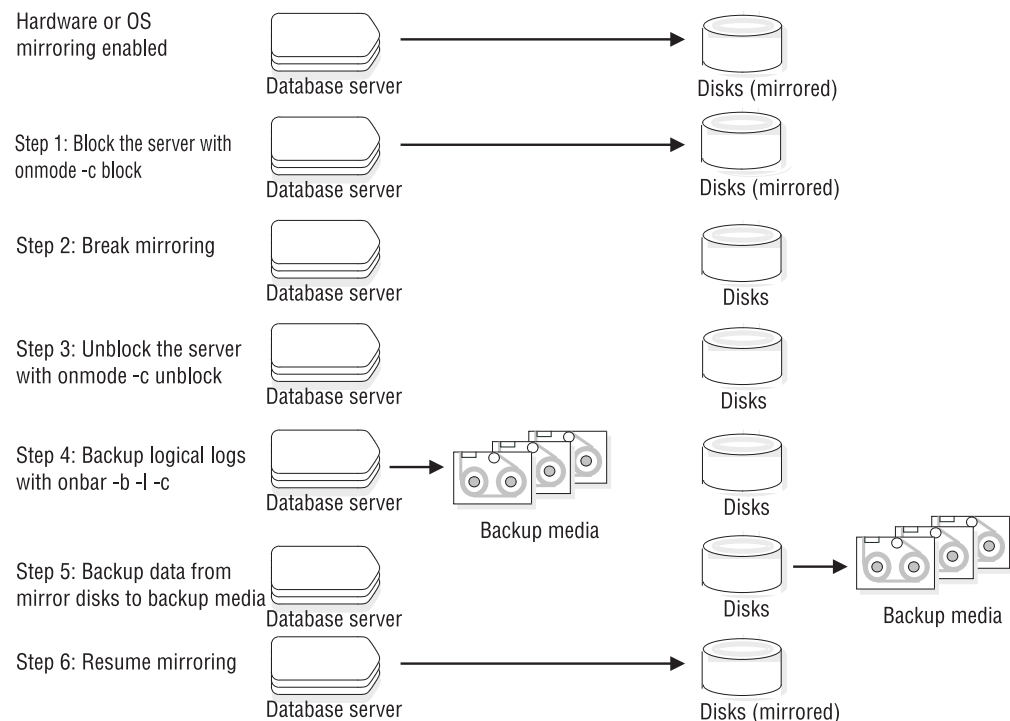 Hardware or OS
mirroring enabled
Database server
Disks (mirrored)
Step 1: Block the server with
onmode -c block
Database server
Disks (mirrored)
Step 2: Break mirroring
Database server
Disks
Step 3: Unblock the server
with onmode -c unblock
Database server
Disks
Step 4: Backup logical logs
with onbar -b -l -c
Database server
Backup media
Disks
Step 5: Backup data from
mirror disks to backup media
Database server
Disks
Backup media
Step 6: Resume mirroring
Database server
Disks (mirrored)